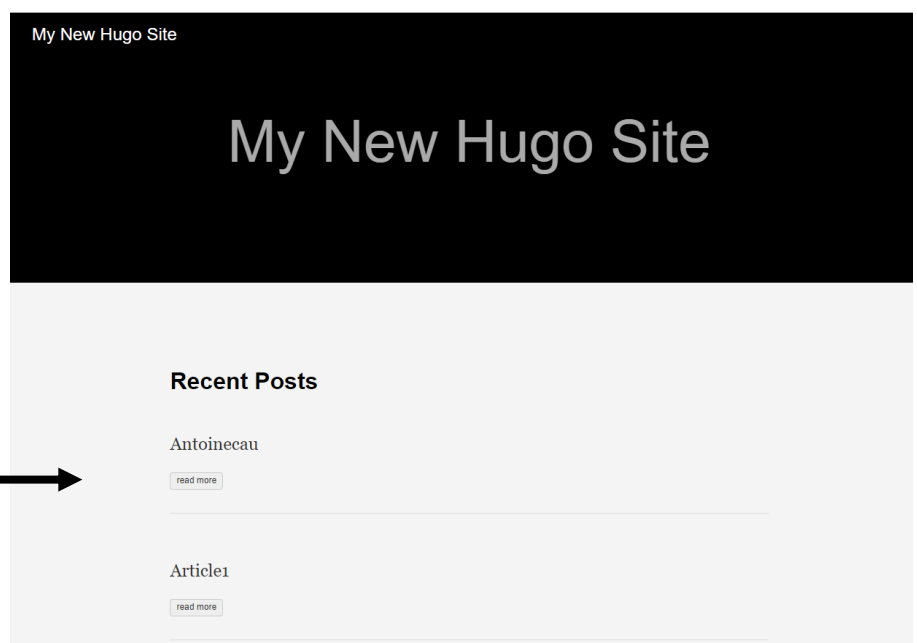 My New Hugo Site
My New Hugo Site
Recent Posts
Antoinecau
read more
Article1
read more